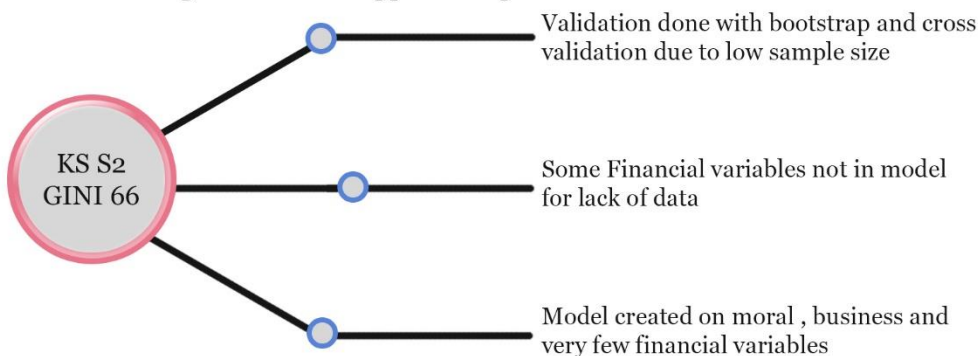 Validation done with bootstrap and cross
validation due to low sample size
KS S2
GINI 66
Some Financial variables not in model
for lack of data
Model created on moral , business and
very few financial variables